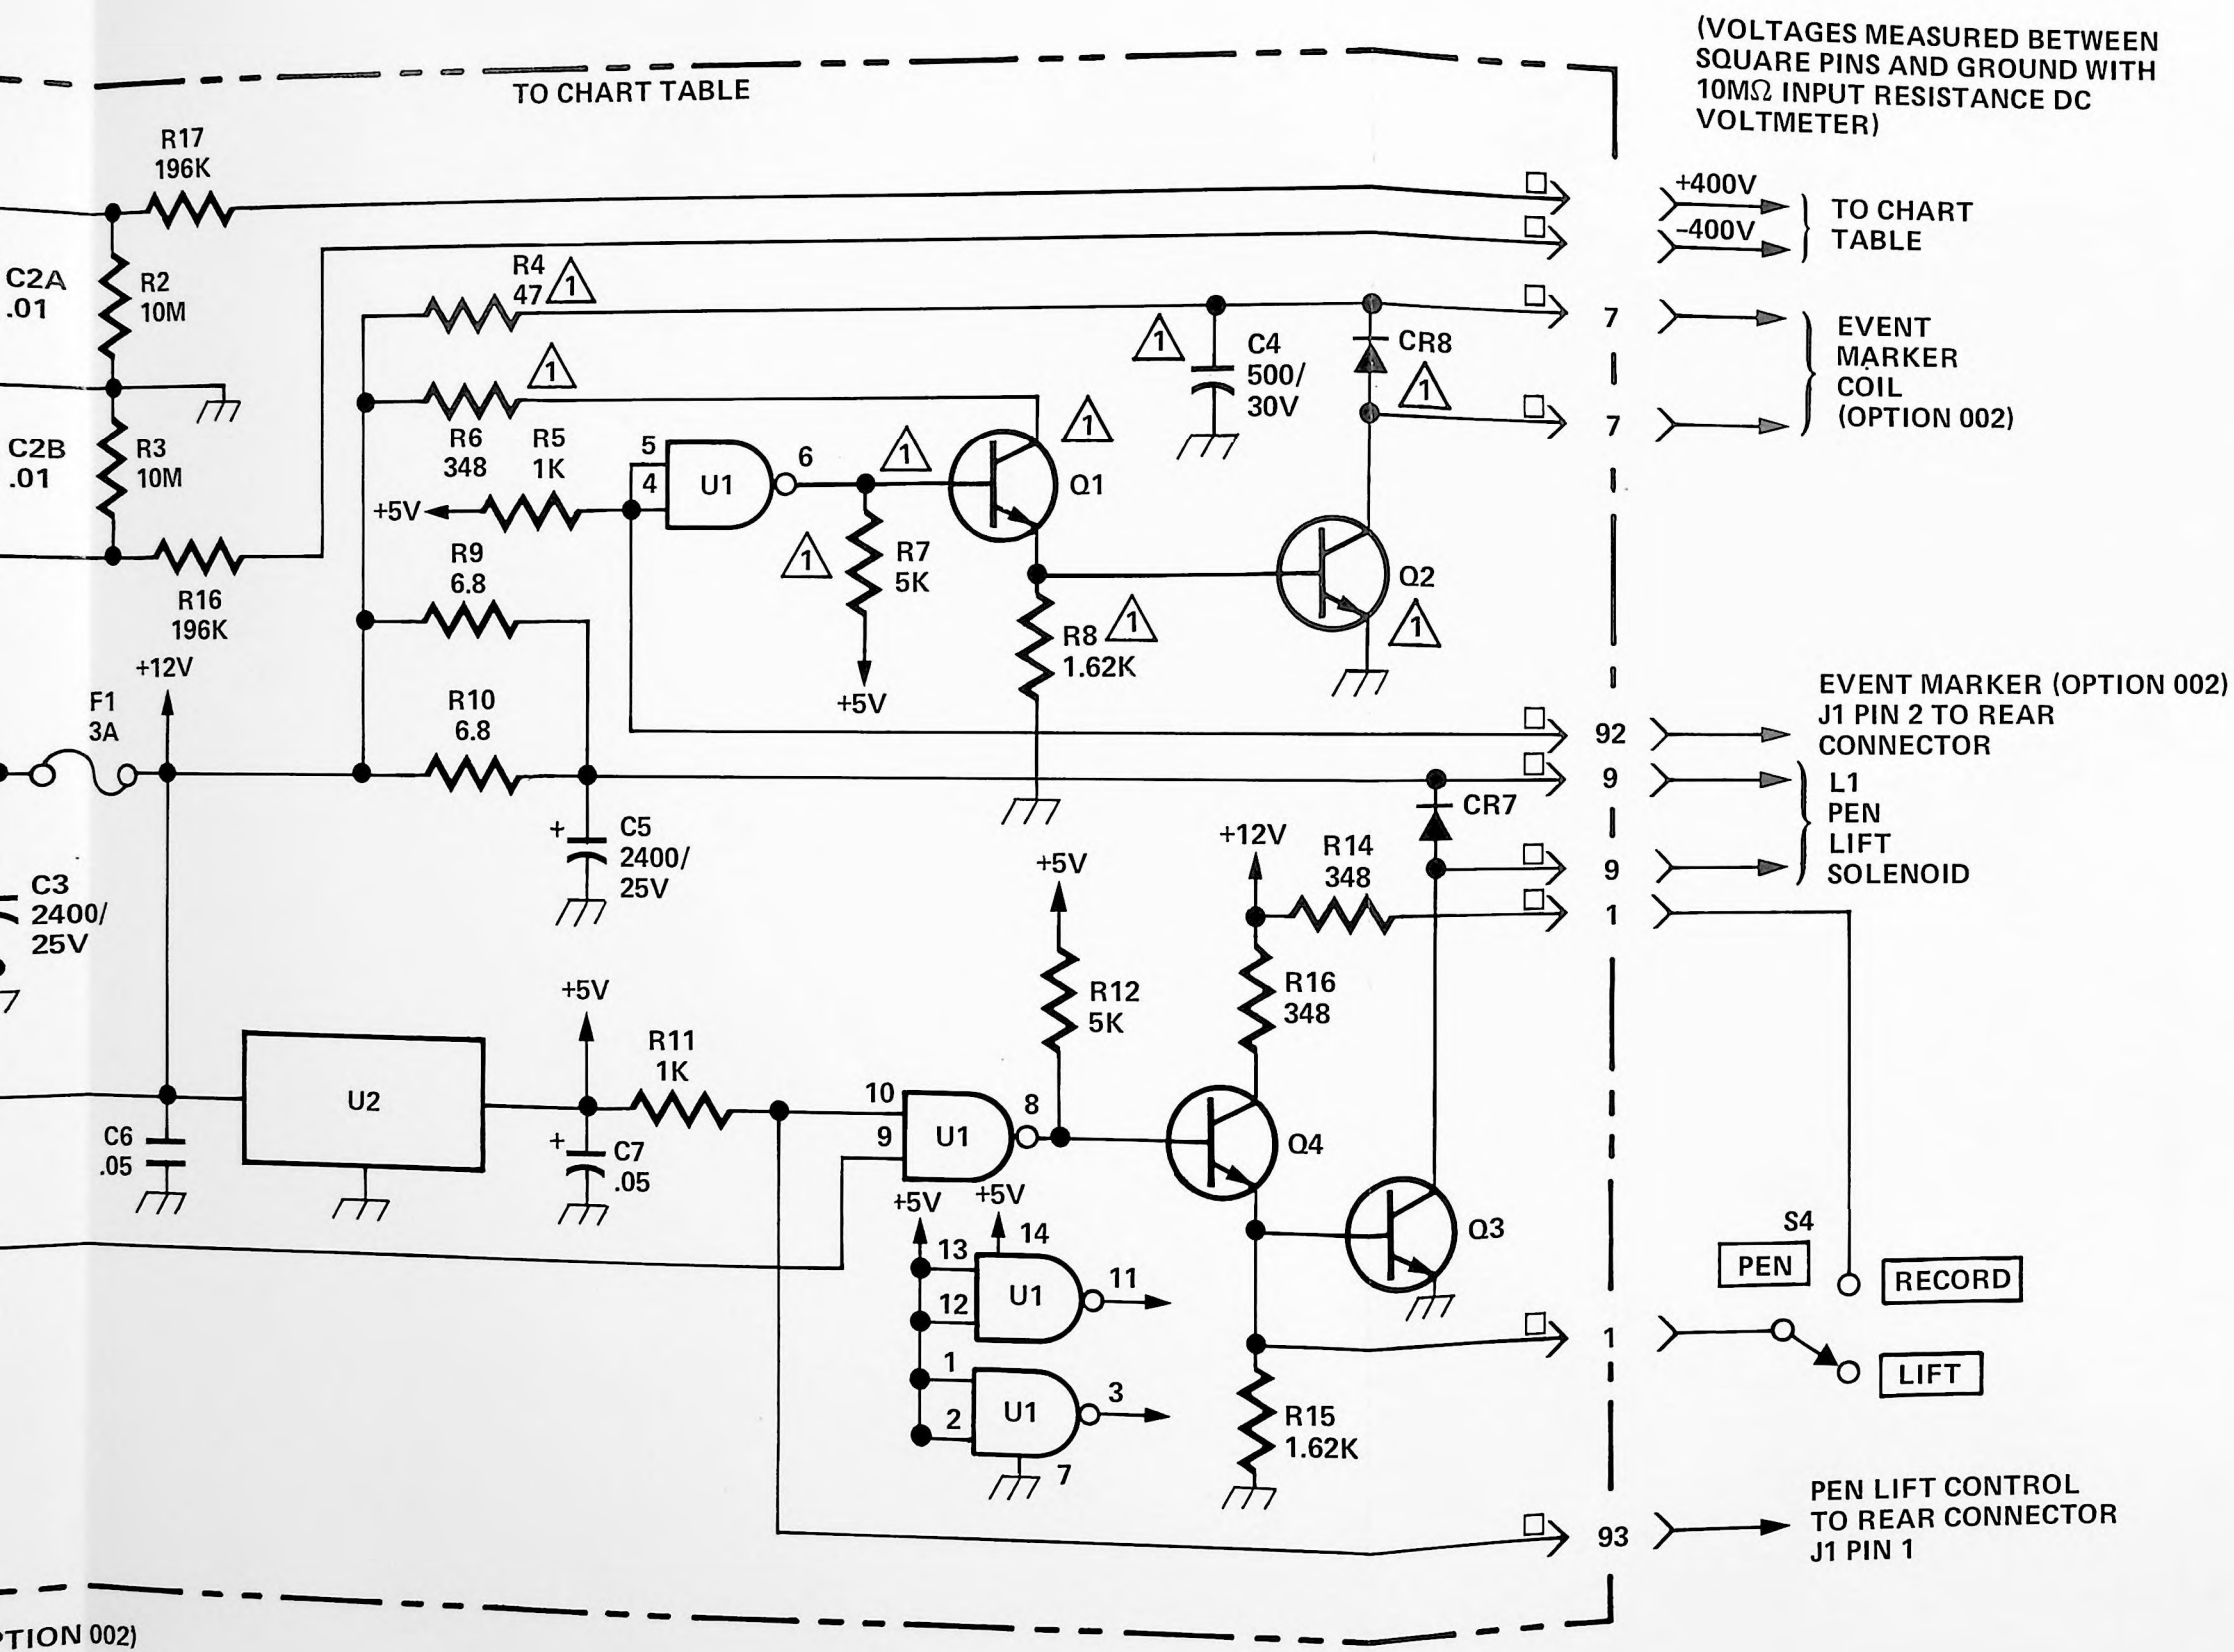 (VOLTAGES MEASURED BETWEEN
SQUARE PINS AND GROUND WITH
10MΩ INPUT RESISTANCE DC
VOLTMETER)
TO CHART TABLE
R17
196K
+400V
-400V
TO CHART
TABLE
C2A
.01
R2
10M
R4
47
1
1
1
C4
500/
30V
CR8
1
7
7
EVENT
MARKER
COIL
(OPTION 002)
C2B
.01
R3
10M
R6
348
R5
1K
+5V
5
4
U1
6
1
1
Q1
1
R7
5K
+5V
R16
196K
R9
6.8
R8
1.62K
1
Q2
1
+12V
F1
3A
R10
6.8
92
EVENT MARKER (OPTION 002)
J1 PIN 2 TO REAR
CONNECTOR
9
9
L1
PEN
LIFT
SOLENOID
CR7
C5
+
2400/
25V
C3
2400/
25V
+5V
+12V
R14
348
1
R12
5K
R16
348
+5V
R11
1K
U2
C6
.05
+
C7
.05
10
9
U1
8
Q4
Q3
+5V
+5V
14
13
12
U1
11
1
2
U1
3
7
S4
PEN
RECORD
1
LIFT
R15
1.62K
93
PEN LIFT CONTROL
TO REAR CONNECTOR
J1 PIN 1
PTION 002)